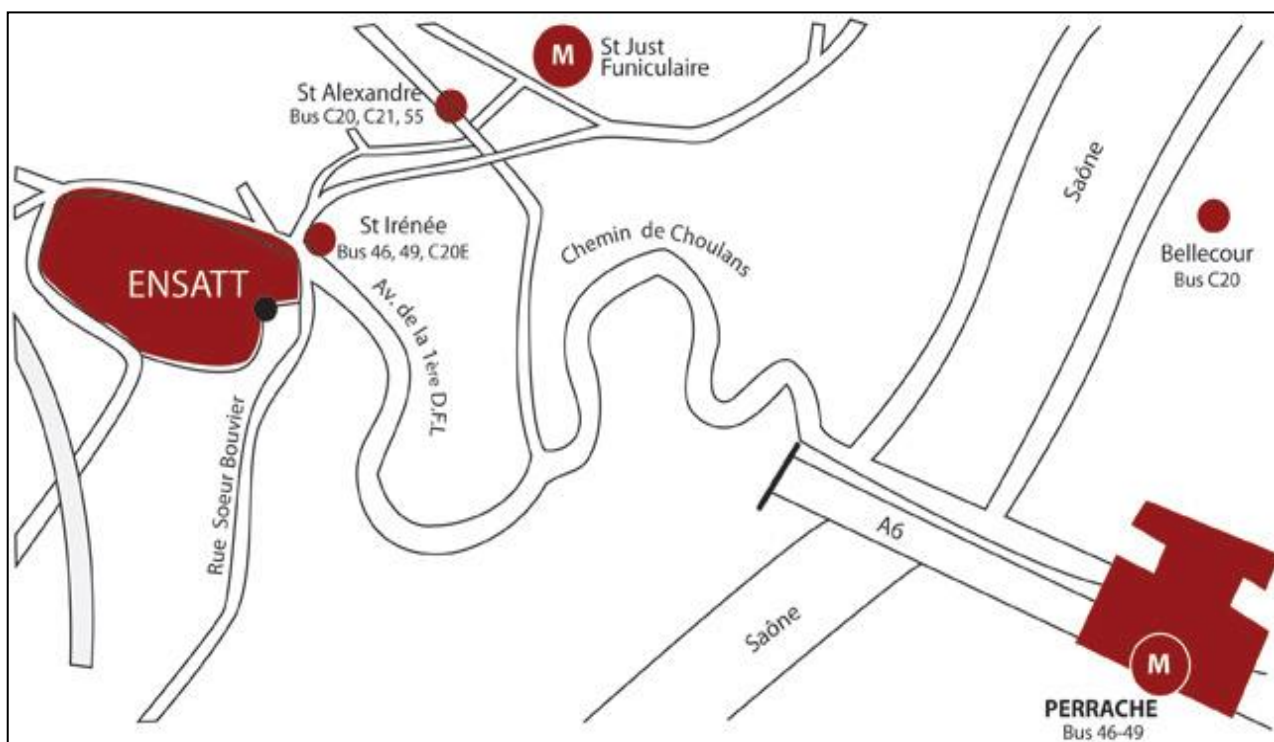 M
St Just
Funiculaire
St Alexandre
Bus C20, C21, 55
Saône
St Irénée
Bus 46, 49, C20E
Chemin de Choulans
Bellecour
Bus C20
ENSATT
Av. de la 1ère D.F.L
Rue Soeur Bouvier
A6
Saône
M
PERRACHE
Bus 46-49